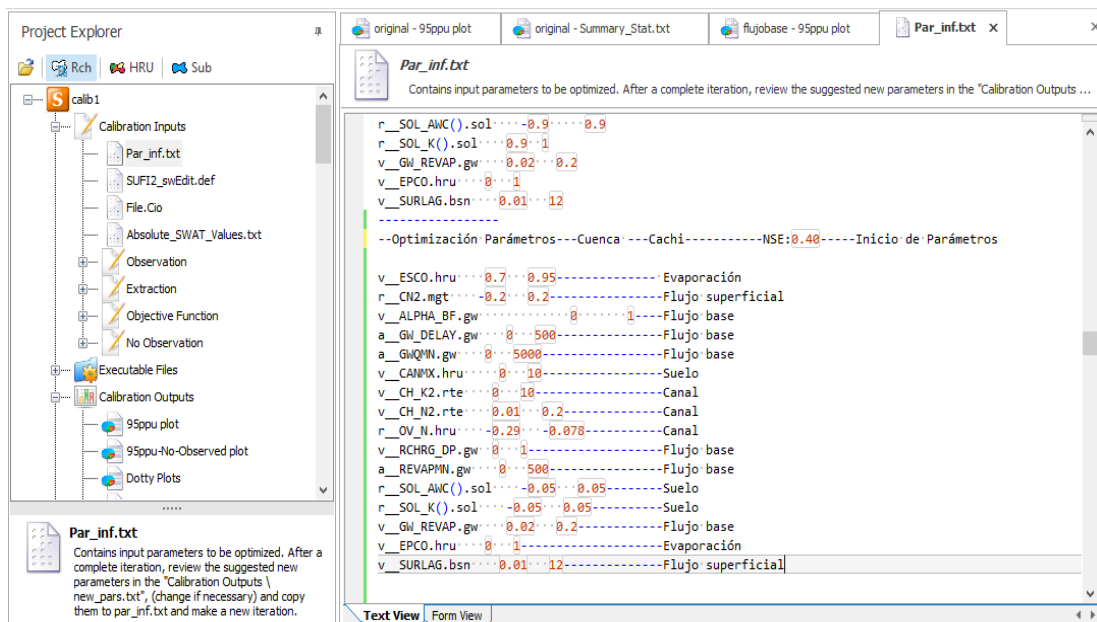 Project Explorer
Rch HRU Sub
calib1
Calibration Inputs
Par_inf.txt
SUFI2_swEdit.def
File.Cio
Absolute_SWAT_Values.txt
Observation
Extraction
Objective Function
No Observation
Executable Files
Calibration Outputs
95ppu plot
95ppu-No-Observed plot
Dotty Plots
Par_inf.txt
Contains input parameters to be optimized. After a
complete iteration, review the suggested new
parameters in the "Calibration Outputs \
new_pars.txt", (change if necessary) and copy
them to par_inf.txt and make a new iteration.
original - 95ppu plot original - Summary_Stat.txt flujobase - 95ppu plot Par_inf.txt X
Par_inf.txt
Contains input parameters to be optimized. After a complete iteration, review the suggested new parameters in the "Calibration Outputs ...
r__SOL_AWC().sol·····-0.9·····0.9
r__SOL_K().sol····0.9··1
v__GW_REVAP.gw····0.02···0.2
v__EPCO.hru····0···1
v__SURLAG.bsn····0.01···12
-----------------
--Optimización·Parámetros---Cuenca·---Cachi-----------NSE:0.40-----Inicio·de·Parámetros
v__ESCO.hru····0.7···0.95----------------Evaporación
r__CN2.mgt····-0.2···0.2----------------Flujo·superficial
v__ALPHA_BF.gw············0······1----Flujo·base
a__GW_DELAY.gw····0···500----------------Flujo·base
a__GWQMN.gw····0···5000----------------Flujo·base
v__CANMX.hru····0···10----------------Suelo
v__CH_K2.rte····0···10----------------Canal
v__CH_N2.rte····0.01···0.2-------------Canal
r__OV_N.hru····-0.29···-0.078----------Canal
v__RCHRG_DP.gw··0···1------------------Flujo·base
a__REVAPMN.gw····0···500----------------Flujo·base
r__SOL_AWC().sol····-0.05···0.05--------Suelo
r__SOL_K().sol····-0.05···0.05---------Suelo
v__GW_REVAP.gw····0.02···0.2-----------Flujo·base
v__EPCO.hru····0···1-------------------Evaporación
v__SURLAG.bsn····0.01···12-------------Flujo·superficial
Text View Form View